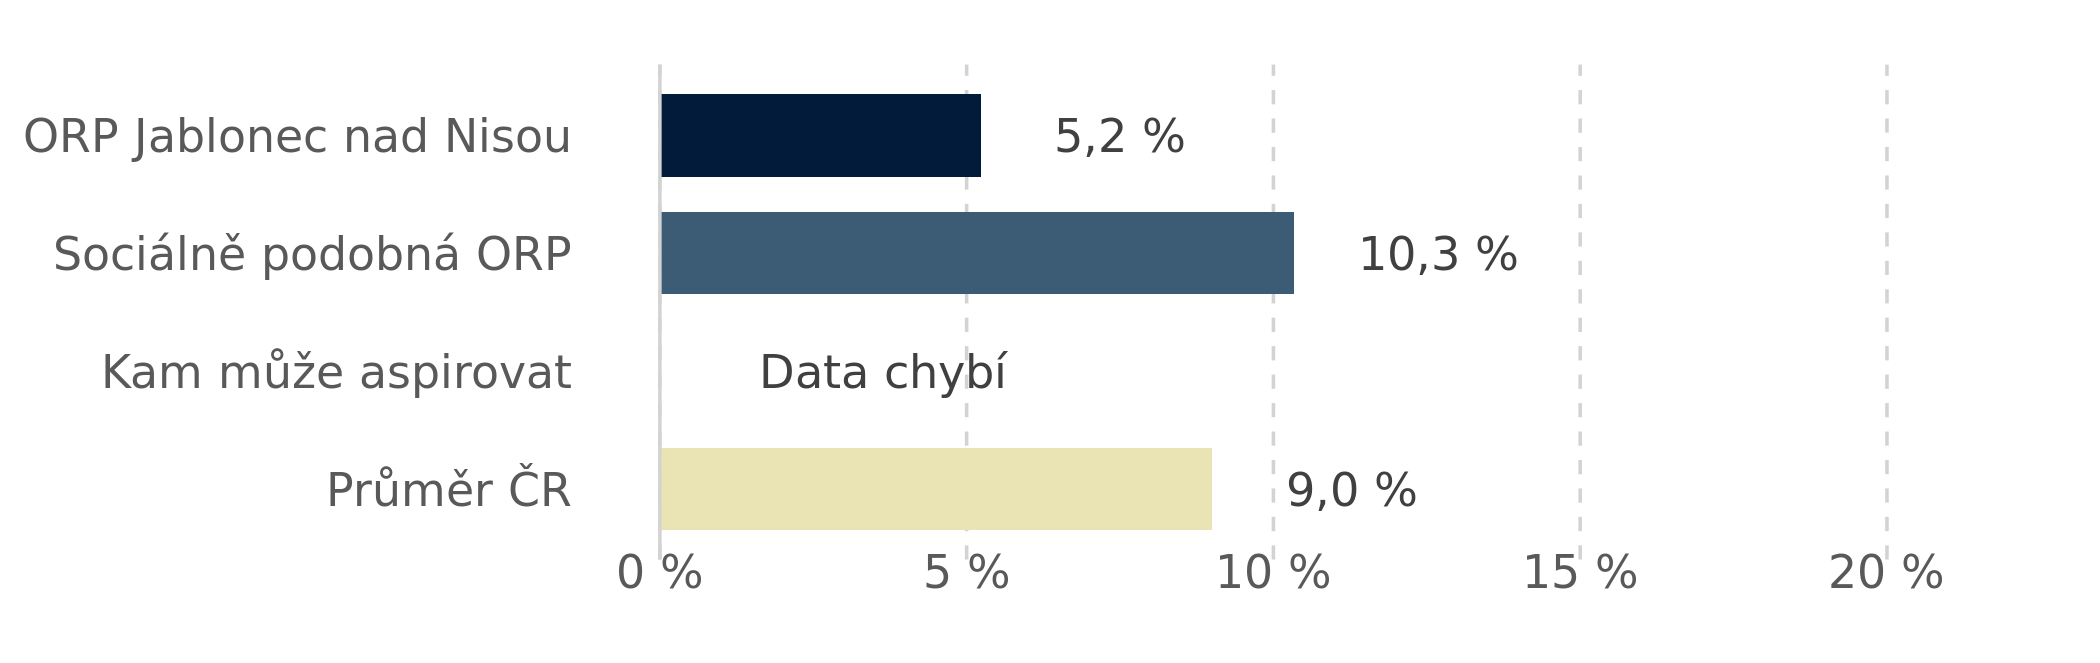 ORP Jablonec nad Nisou 5,2 %
Sociálně podobná ORP 10,3 %
Kam může aspirovat Data chybí
Průměr ČR 9,0 %
0 % 5 % 10 % 15 % 20 %